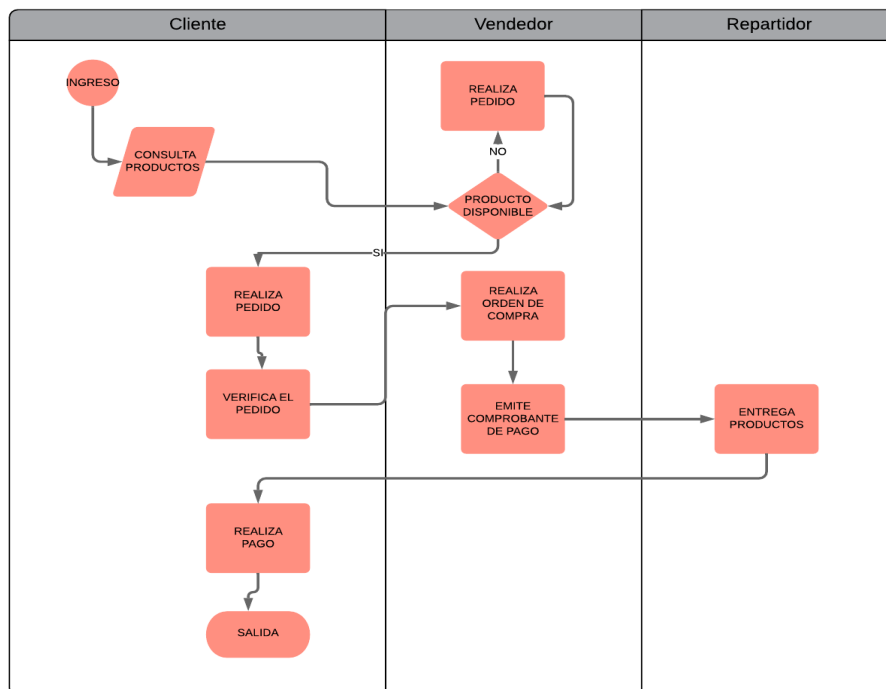 Cliente
Vendedor
Repartidor
INGRESO
CONSULTA
PRODUCTOS
REALIZA
PEDIDO
NO
PRODUCTO
DISPONIBLE
SI
REALIZA
PEDIDO
VERIFICA EL
PEDIDO
REALIZA
ORDEN DE
COMPRA
EMITE
COMPROBANTE
DE PAGO
ENTREGA
PRODUCTOS
REALIZA
PAGO
SALIDA